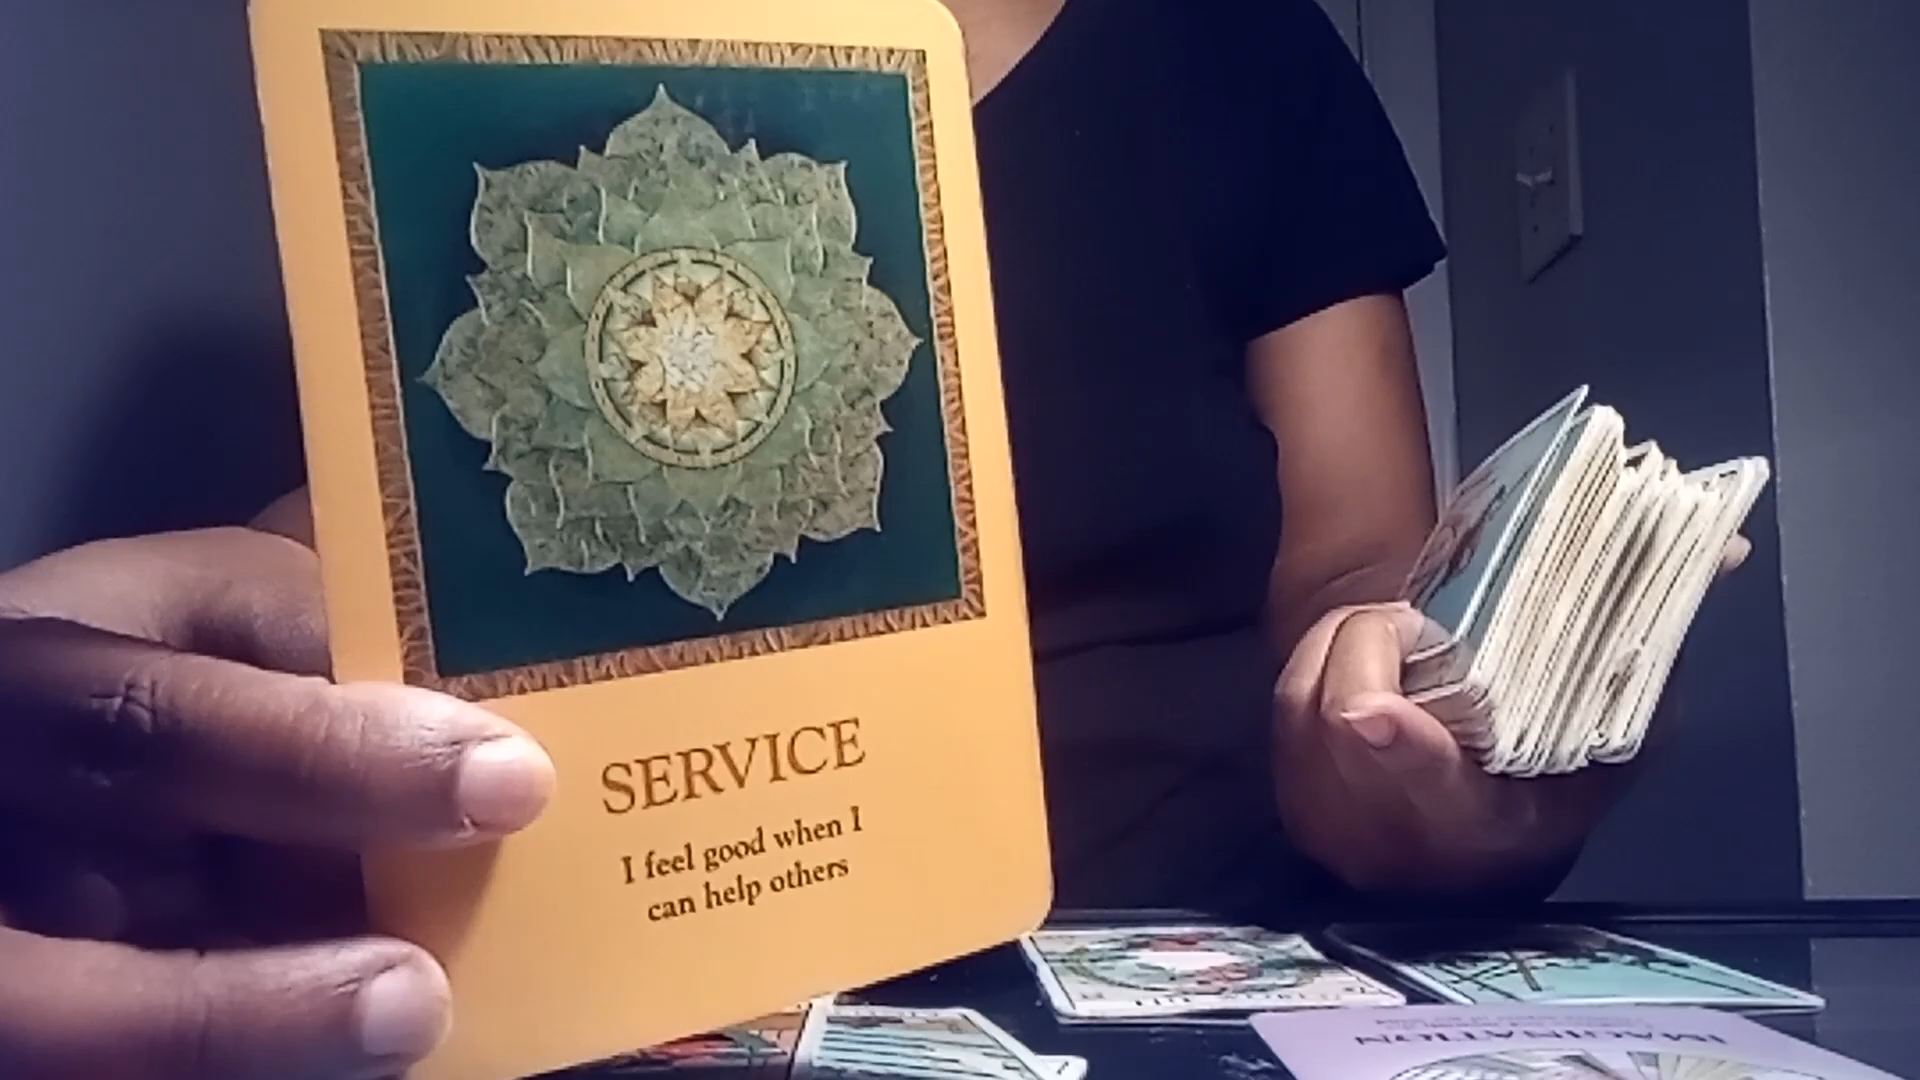 SERVICE
I feel good when I
can help others
IMAGINATION